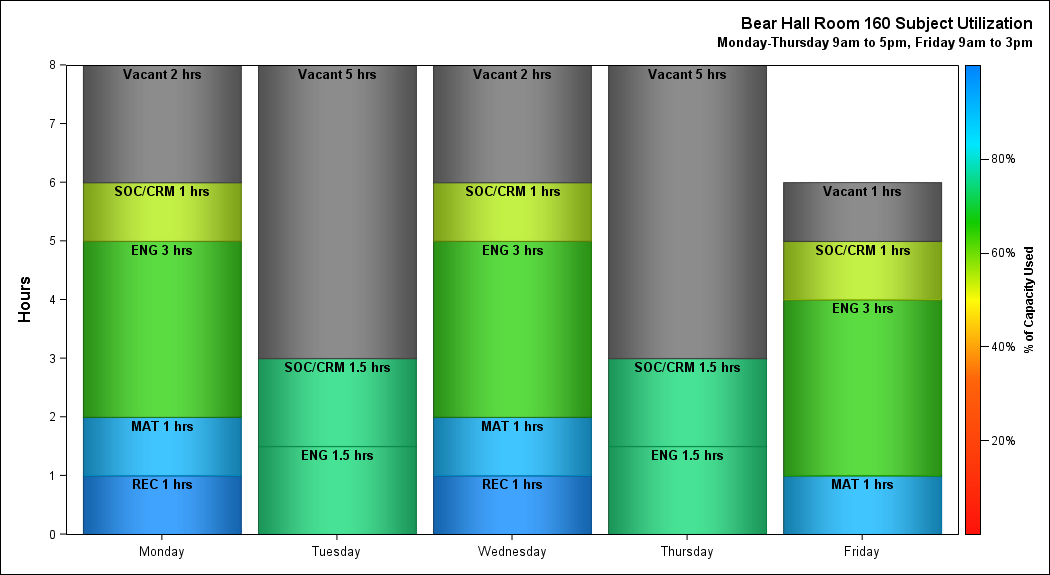 Bear Hall Room 160 Subject Utilization
Monday-Thursday 9am to 5pm, Friday 9am to 3pm
Hours
8
7
6
5
4
3
2
1
0
Vacant 2 hrs
SOC/CRM 1 hrs
ENG 3 hrs
MAT 1 hrs
REC 1 hrs
Monday
Vacant 5 hrs
SOC/CRM 1.5 hrs
ENG 1.5 hrs
Tuesday
Vacant 2 hrs
SOC/CRM 1 hrs
ENG 3 hrs
MAT 1 hrs
REC 1 hrs
Wednesday
Vacant 5 hrs
SOC/CRM 1.5 hrs
ENG 1.5 hrs
Thursday
Vacant 1 hrs
SOC/CRM 1 hrs
ENG 3 hrs
MAT 1 hrs
Friday
80%
60%
40%
20%
% of Capacity Used